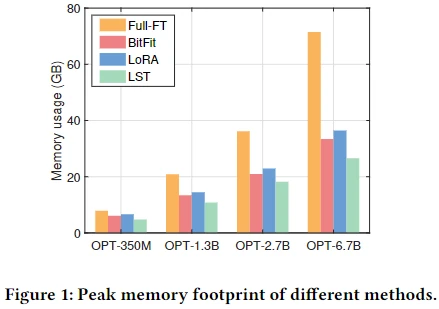 80
60
40
20
0
Memory usage (GB)
Full-FT
BitFit
LoRA
LST
OPT-350M OPT-1.3B OPT-2.7B OPT-6.7B
Figure 1: Peak memory footprint of different methods.